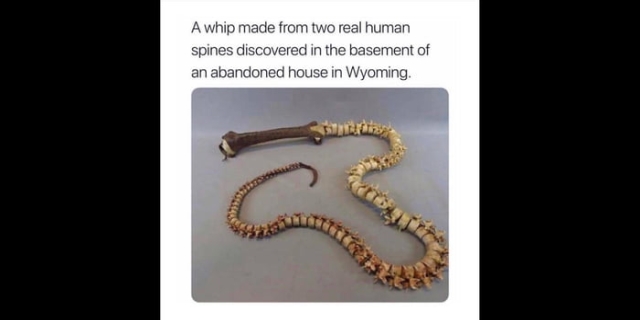 A whip made from two real human
spines discovered in the basement of
an abandoned house in Wyoming.